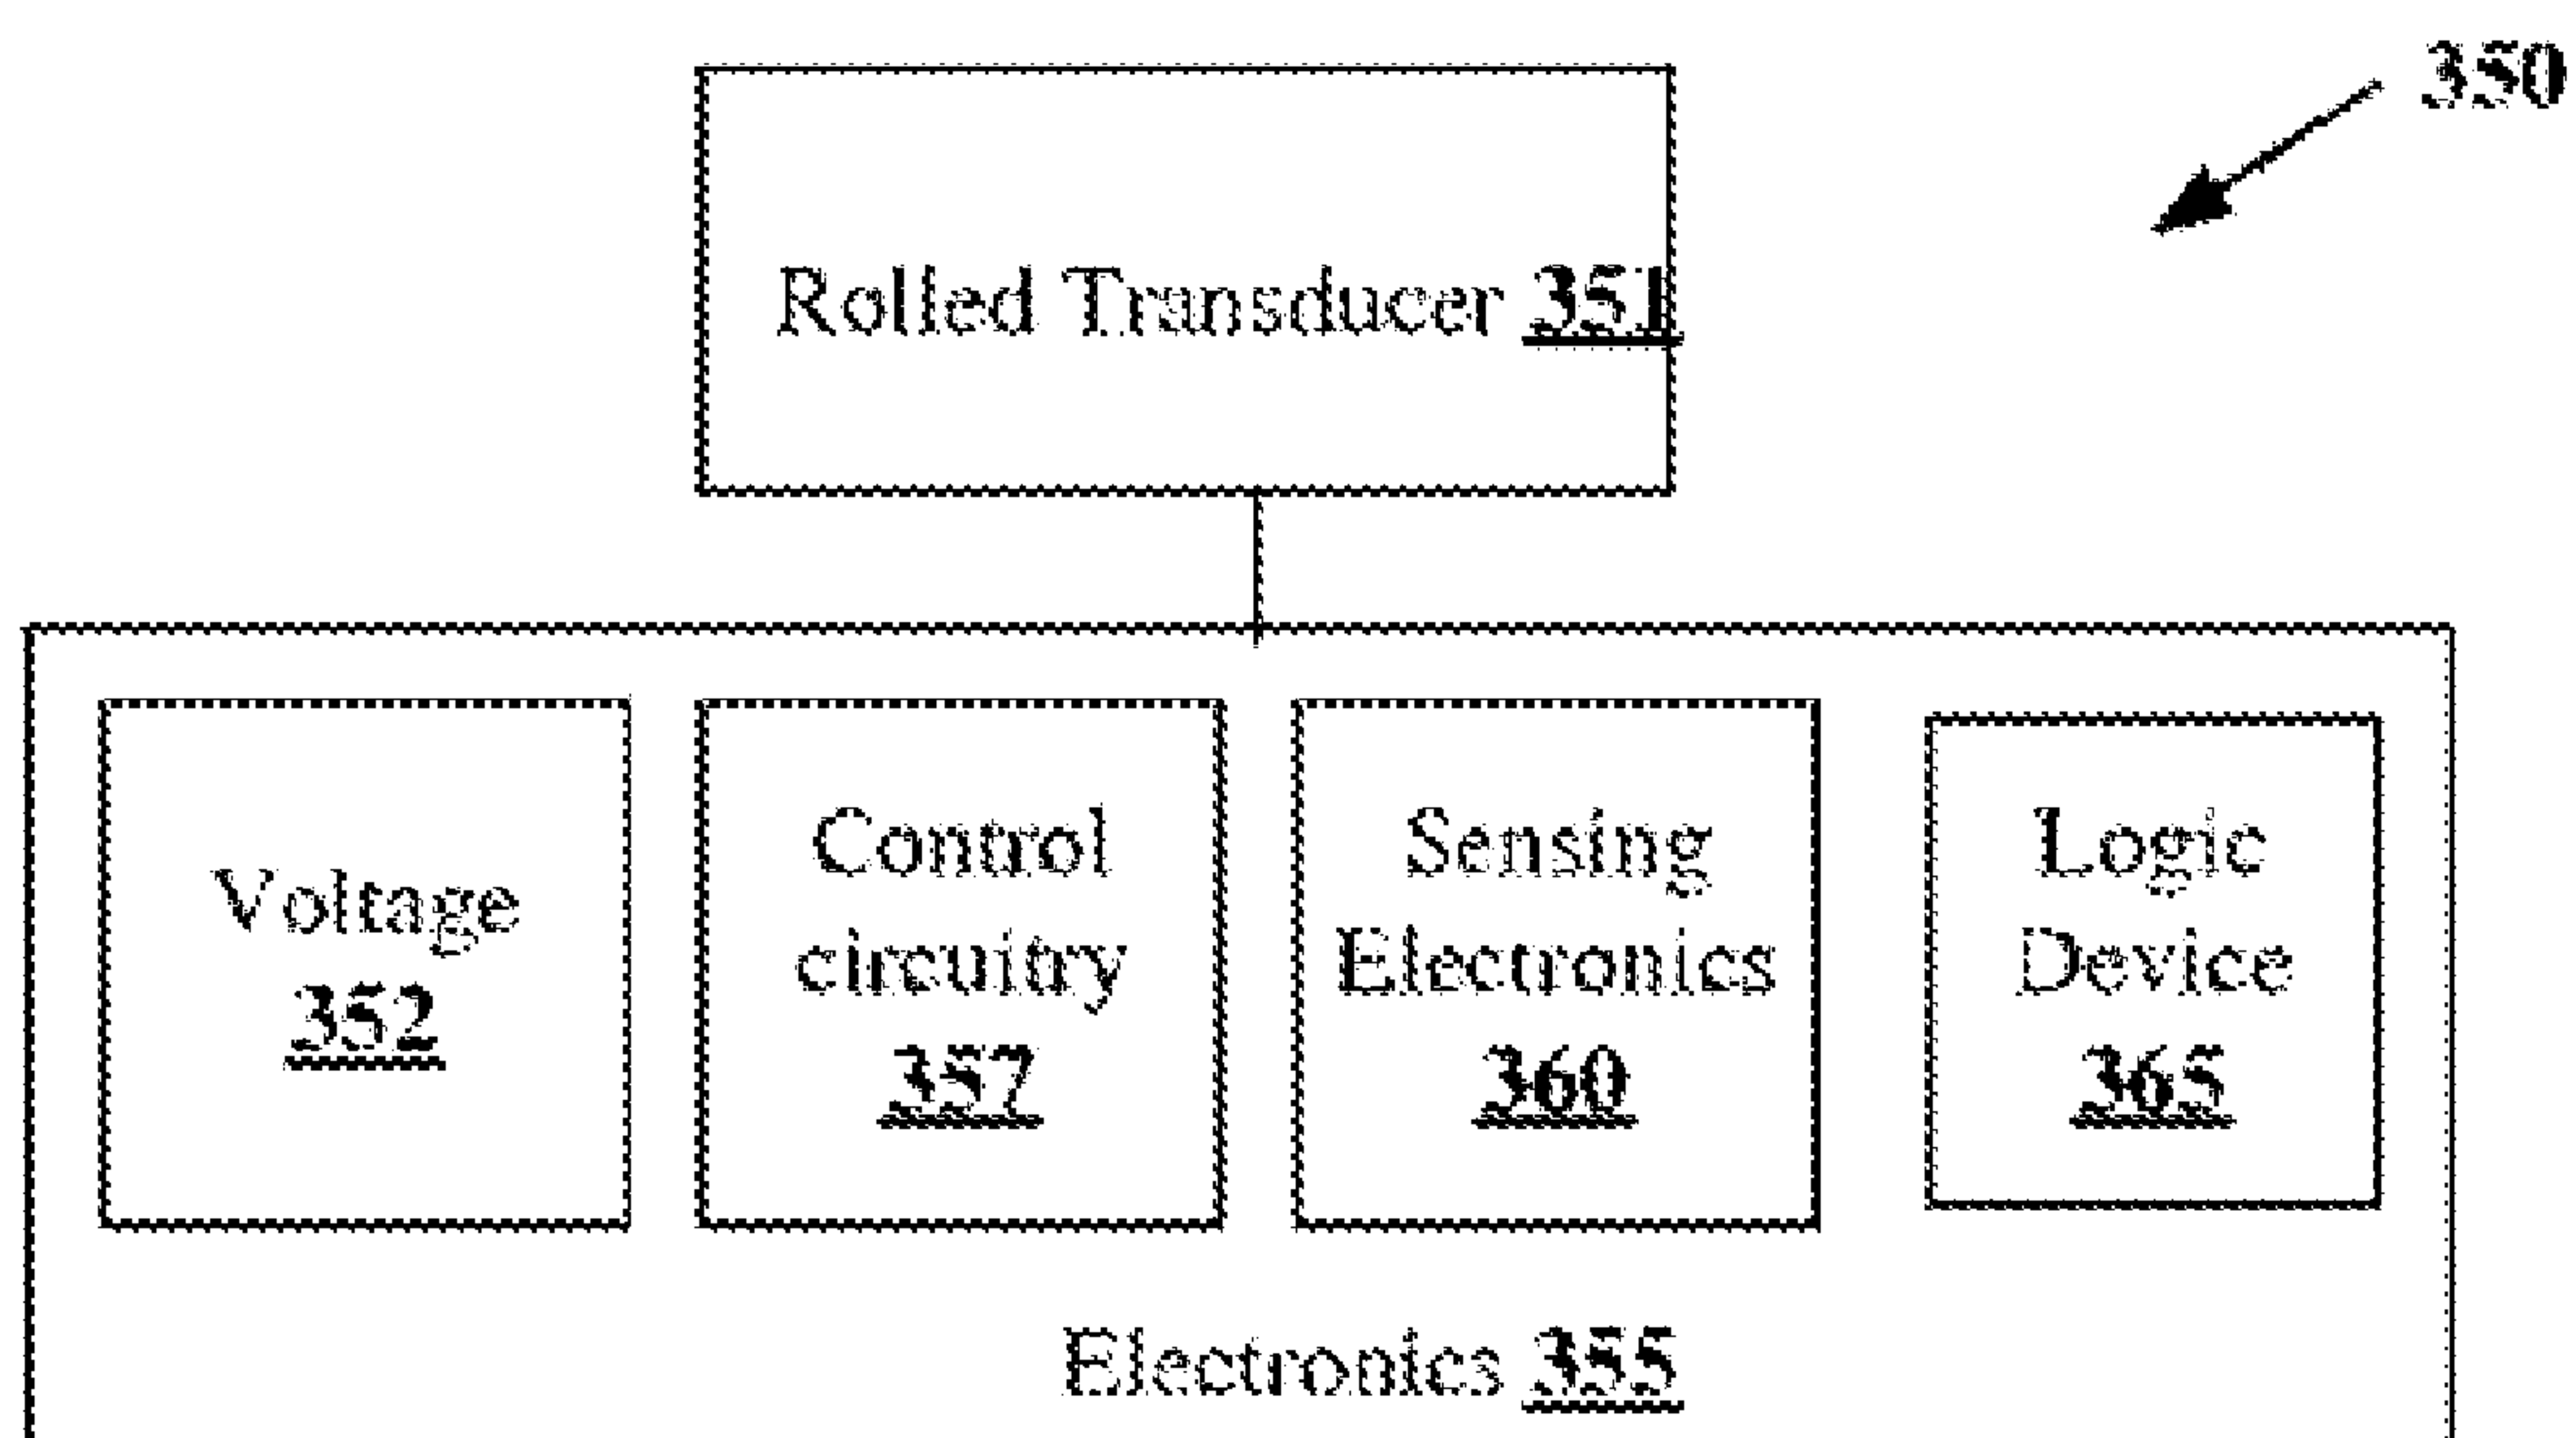 350
Rolled Transducer 351
Voltage
352
Control
circuitry
357
Sensing
Electronics
360
Logic
Device
365
Electronics 355